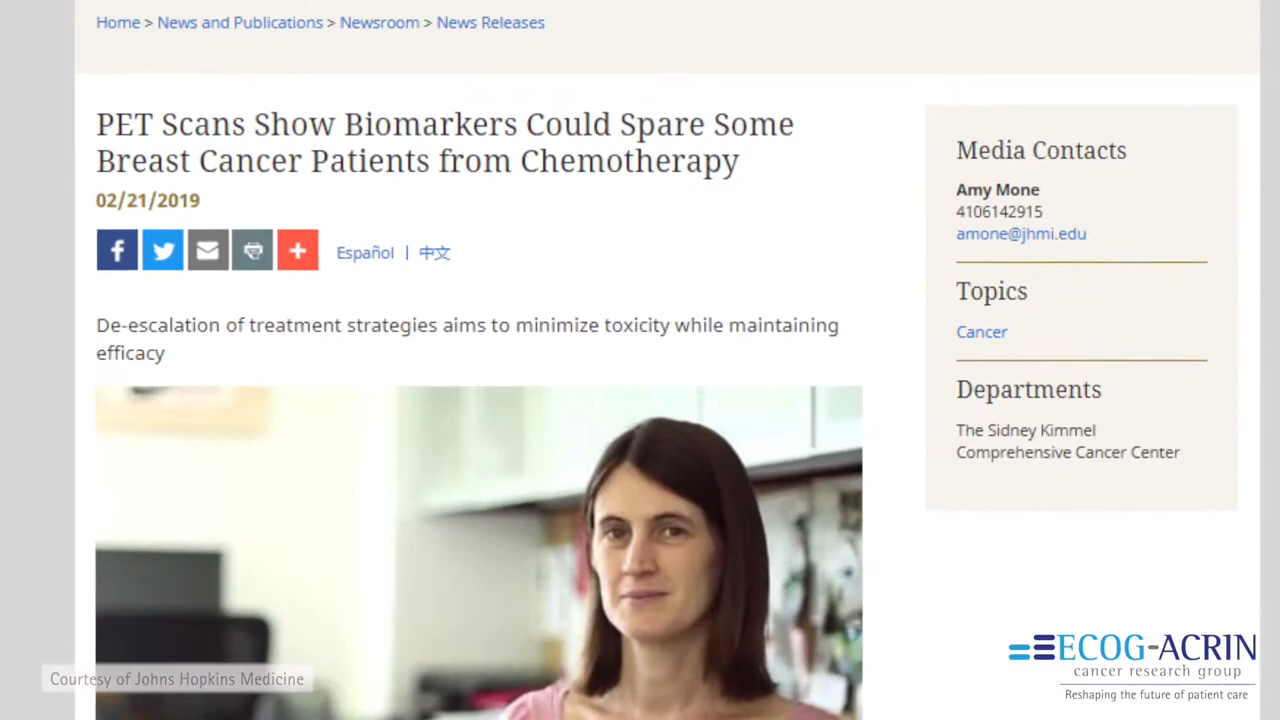 Home > News and Publications > Newsroom > News Releases
PET Scans Show Biomarkers Could Spare Some
Breast Cancer Patients from Chemotherapy
02/21/2019
Español | 中文
De-escalation of treatment strategies aims to minimize toxicity while maintaining
efficacy
Media Contacts
Amy Mone
4106142915
amone@jhmi.edu
Topics
Cancer
Departments
The Sidney Kimmel
Comprehensive Cancer Center
Courtesy of Johns Hopkins Medicine
ECOG-ACRIN
cancer research group
Reshaping the future of patient care